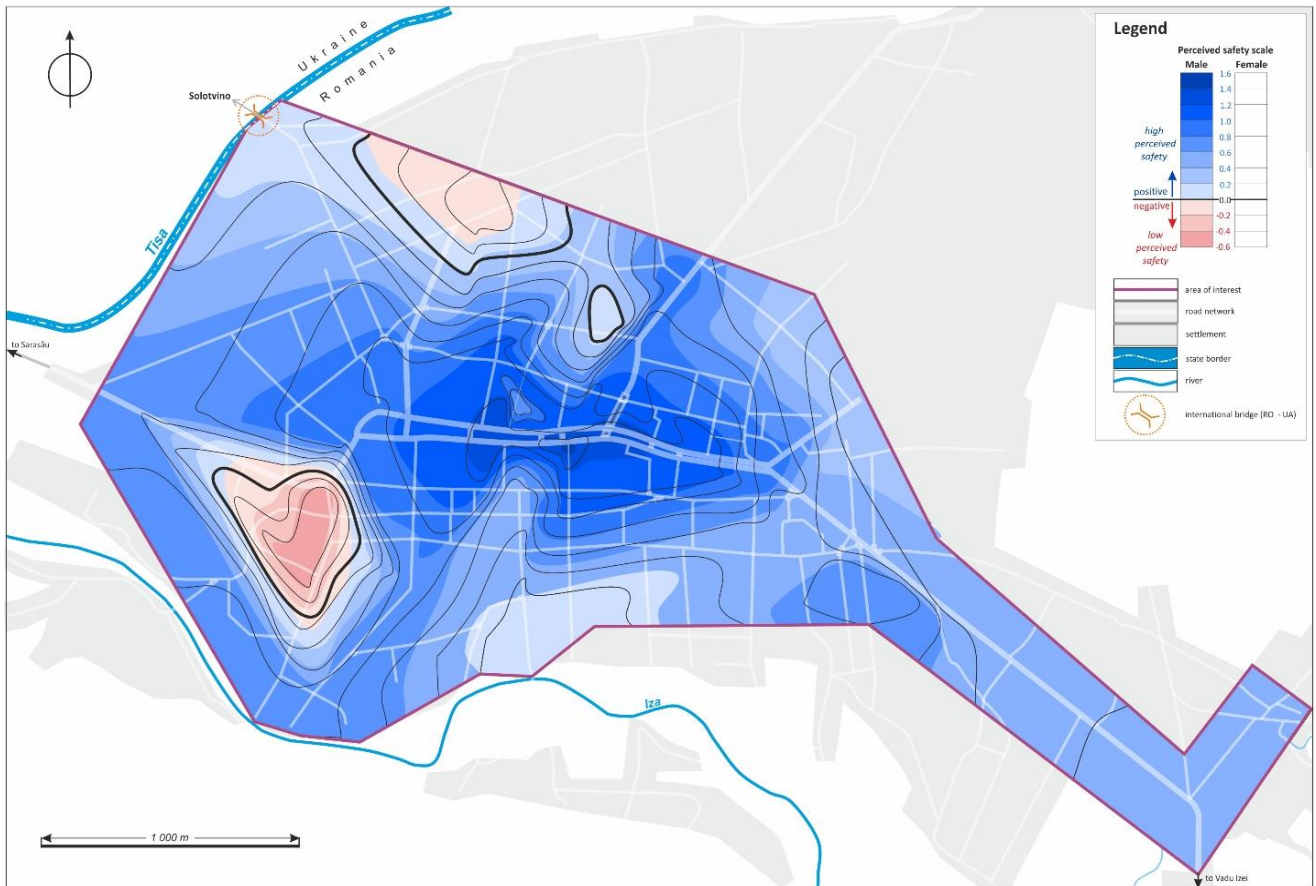 Ukraine
Romania
Solotvino
Tisa
to Sarasău
Iza
1 000 m
to Vadu Izei
Legend
Perceived safety scale
Male
Female
1.6
1.4
1.2
1.0
0.8
0.6
0.4
0.2
0.0
-0.2
-0.4
-0.6
high
perceived
safety
positive
negative
low
perceived
safety
area of interest
road network
settlement
state border
river
international bridge (RO - UA)